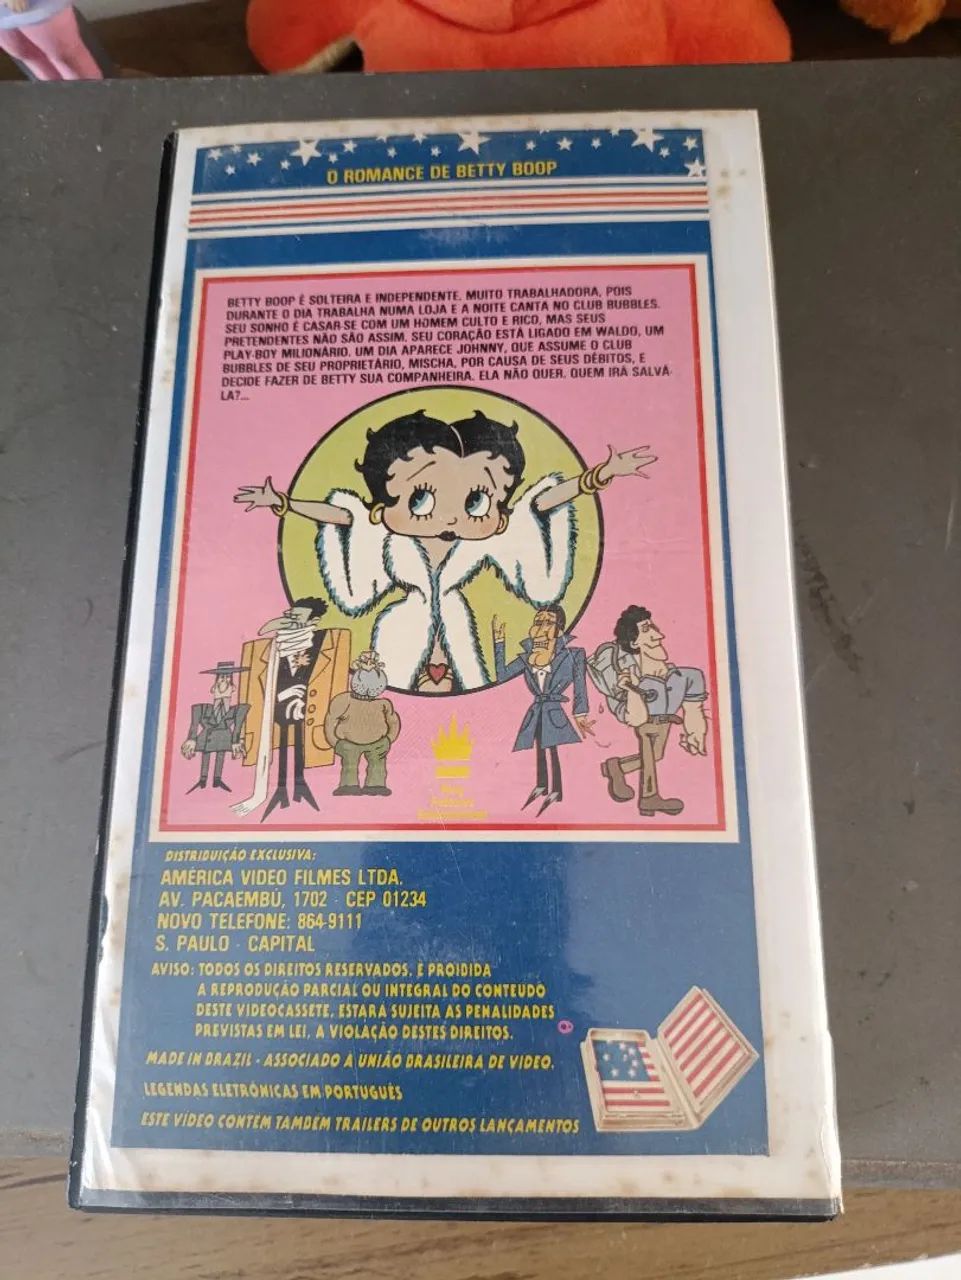 O ROMANCE DE BETTY BOOP
BETTY BOOP É SOLTEIRA E INDEPENDENTE. MUITO TRABALHADORA, POIS
DURANTE O DIA TRABALHA NUMA LOJA E A NOITE CANTA NO CLUB BUBBLES.
SEU SONHO É CASAR-SE COM UM HOMEM CULTO E RICO, MAS SEUS
PRETENDENTES NÃO SÃO ASSIM. SEU CORAÇÃO ESTÁ LIGADO EM WALDO, UM
PLAY-BOY MILIONÁRIO. UM DIA APARECE JOHNNY, QUE ASSUME O CLUB
BUBBLES DE SEU PROPRIETÁRIO, MISCHA, POR CAUSA DE SEUS DÉBITOS, E
DECIDE FAZER DE BETTY SUA COMPANHEIRA. ELA NÃO QUER. QUEM IRÁ SALVÁ-
LA?...
King
Features
Entertainment
DISTRIBUIÇÃO EXCLUSIVA:
AMÉRICA VIDEO FILMES LTDA.
AV. PACAEMBÚ, 1702 - CEP 01234
NOVO TELEFONE: 864-9111
S. PAULO - CAPITAL
AVISO: TODOS OS DIREITOS RESERVADOS. E PROIBIDA
A REPRODUÇÃO PARCIAL OU INTEGRAL DO CONTEÚDO
DESTE VIDEOCASSETE, ESTARÁ SUJEITA AS PENALIDADES
PREVISTAS EM LEI, A VIOLAÇÃO DESTES DIREITOS.
MADE IN BRAZIL - ASSOCIADO À UNIÃO BRASILEIRA DE VIDEO.
LEGENDAS ELETRÔNICAS EM PORTUGUÊS
ESTE VÍDEO CONTÉM TAMBÉM TRAILERS DE OUTROS LANÇAMENTOS